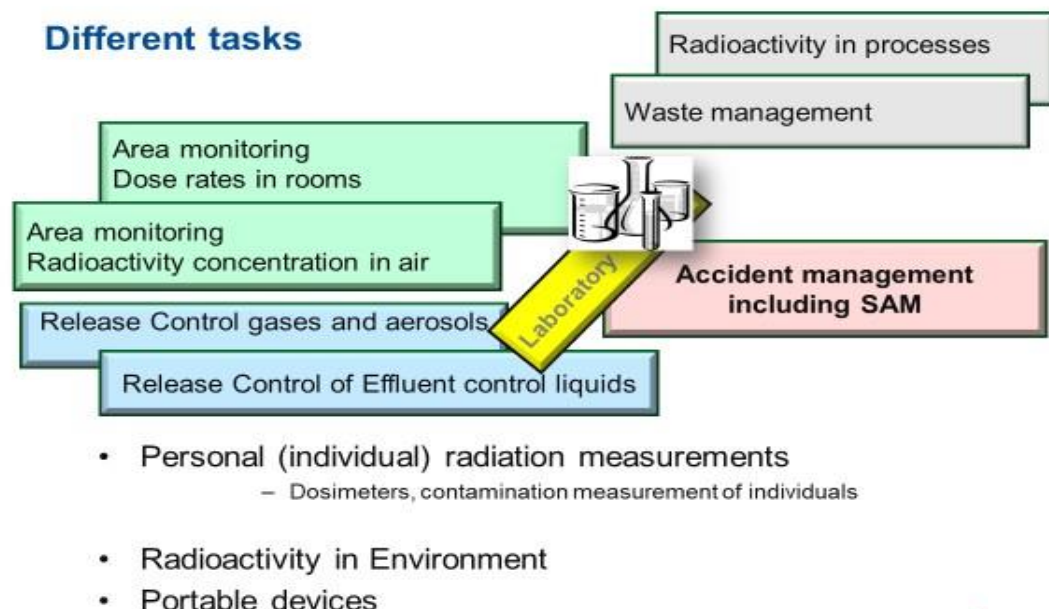 Different tasks
Radioactivity in processes
Waste management
Area monitoring
Dose rates in rooms
Area monitoring
Radioactivity concentration in air
Laboratory
Accident management
including SAM
Release Control gases and aerosols
Release Control of Effluent control liquids
• Personal (individual) radiation measurements
– Dosimeters, contamination measurement of individuals
• Radioactivity in Environment
• Portable devices